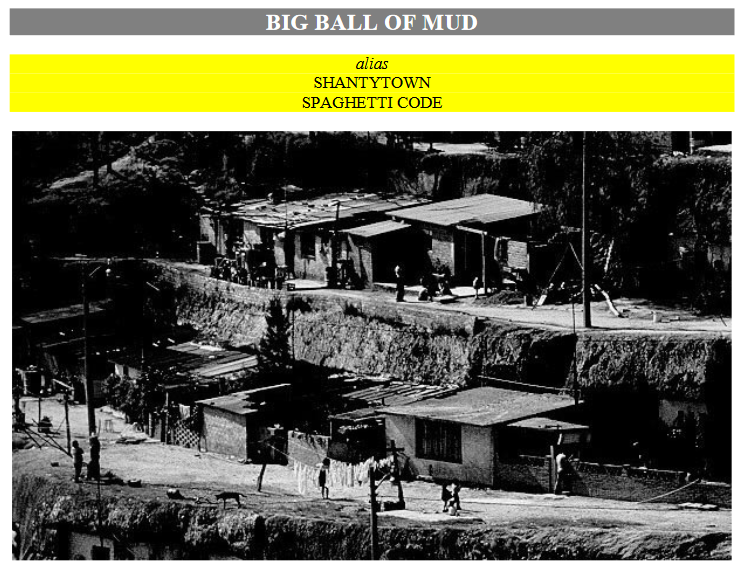 BIG BALL OF MUD
alias
SHANTYTOWN
SPAGHETTI CODE